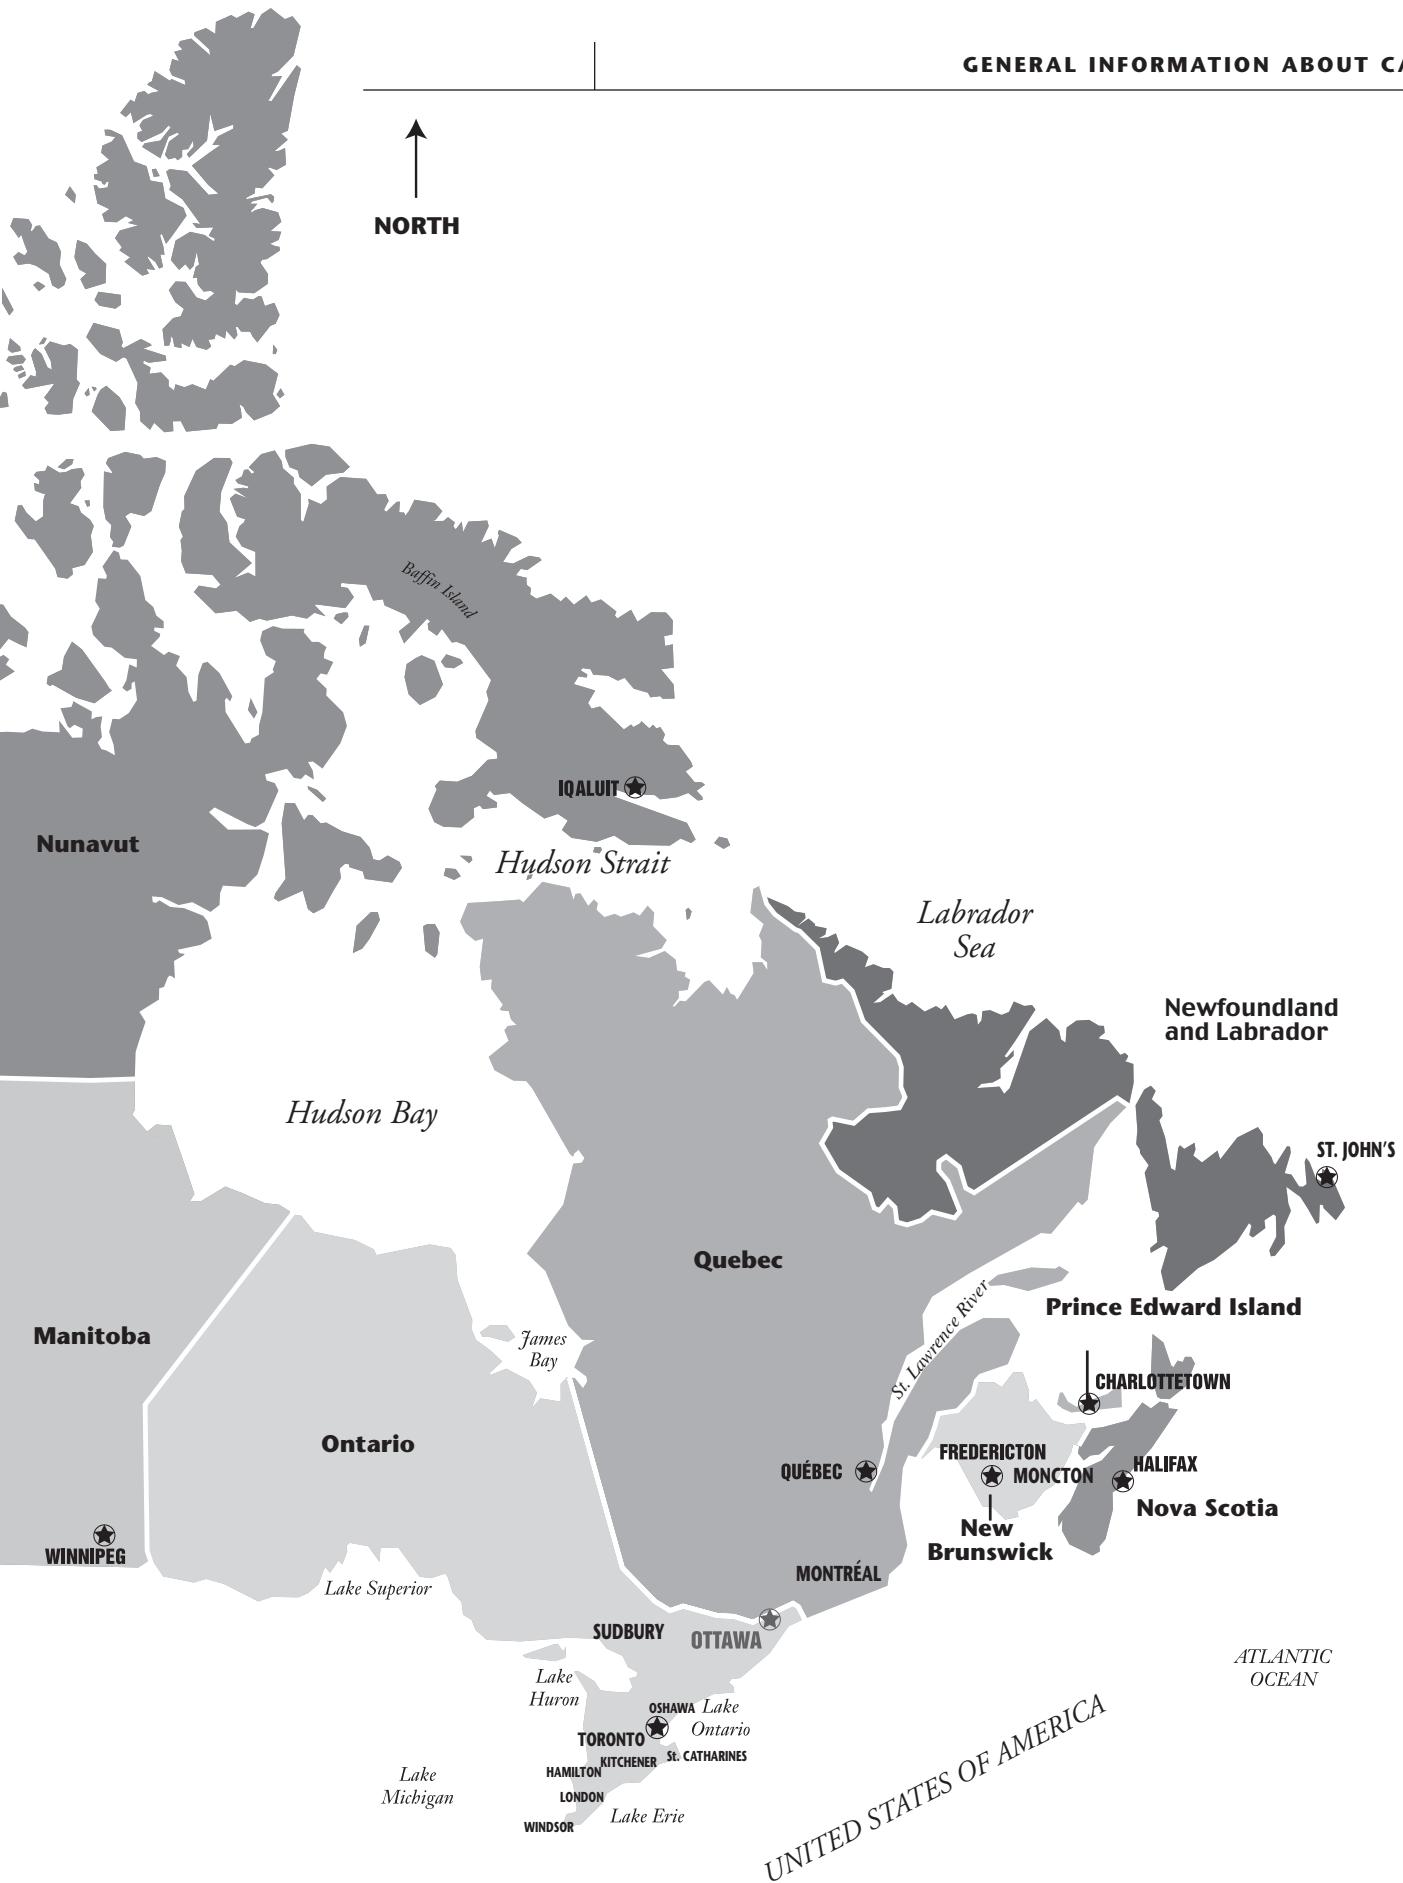 GENERAL INFORMATION ABOUT CA
NORTH
Baffin Island
IQALUIT
Nunavut
Hudson Strait
Labrador
Sea
Newfoundland
and Labrador
Hudson Bay
ST. JOHN'S
Quebec
Prince Edward Island
St. Lawrence River
Manitoba
James
Bay
CHARLOTTETOWN
Ontario
FREDERICTON
HALIFAX
QUÉBEC
MONCTON
Nova Scotia
New
Brunswick
WINNIPEG
MONTRÉAL
Lake Superior
SUDBURY
OTTAWA
ATLANTIC
OCEAN
Lake
Huron
OSHAWA
Lake
Ontario
TORONTO
St. CATHARINES
KITCHENER
HAMILTON
Lake
Michigan
LONDON
Lake Erie
WINDSOR
UNITED STATES OF AMERICA